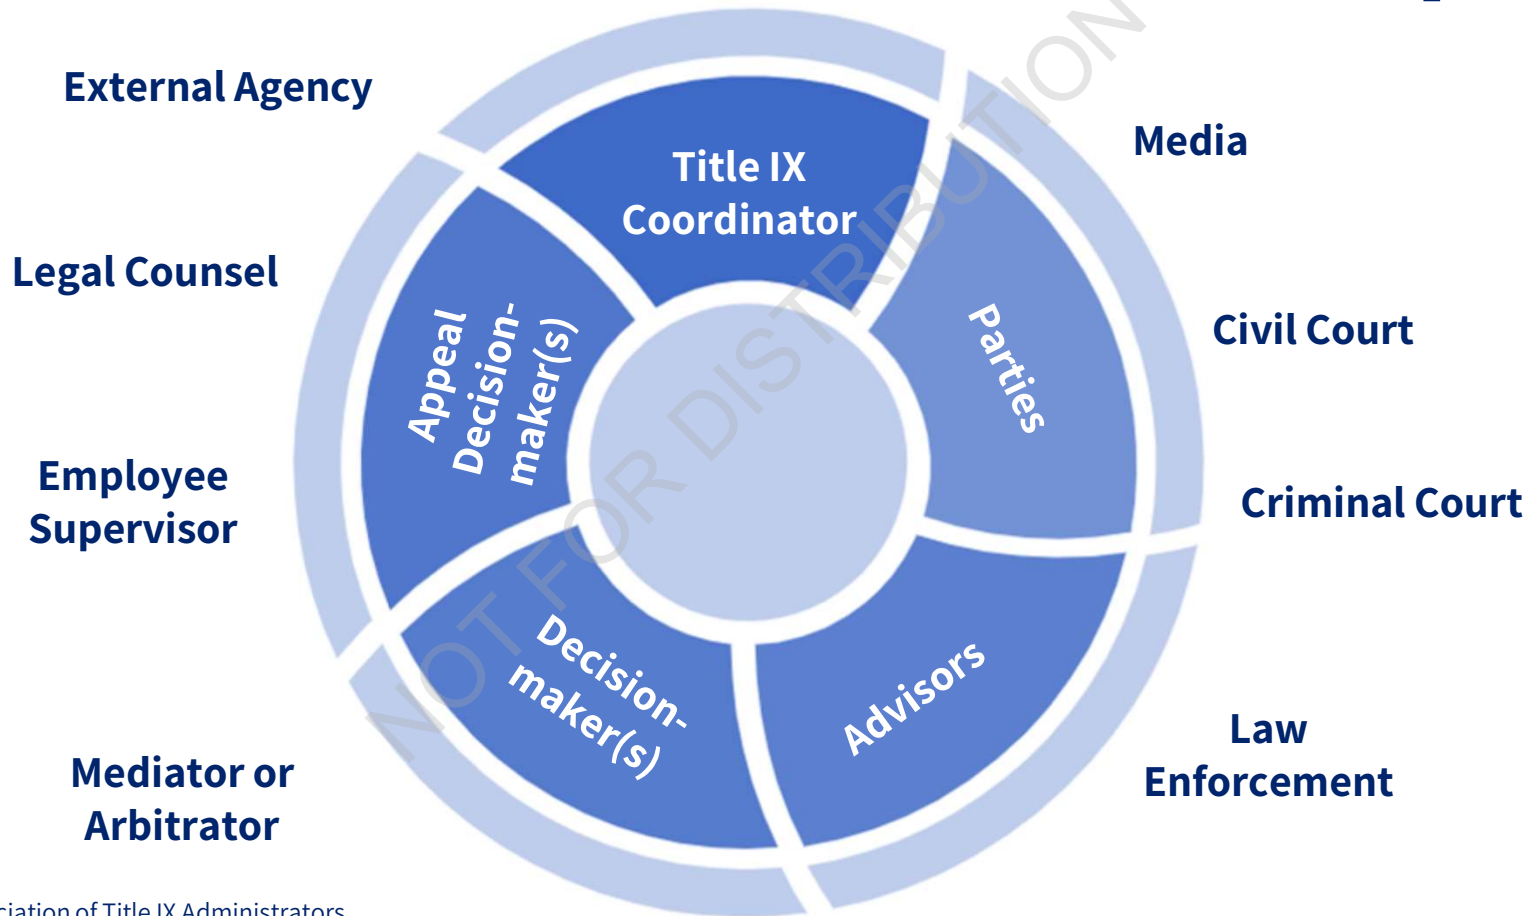 External Agency
Media
Title IX
Coordinator
Legal Counsel
Civil Court
Parties
Appeal
Decision-
maker(s)
Employee
Supervisor
Criminal Court
Decision-
maker(s)
Advisors
Law
Enforcement
Mediator or
Arbitrator
NOT FOR DISTRIBUTION
of Title IX Administrators